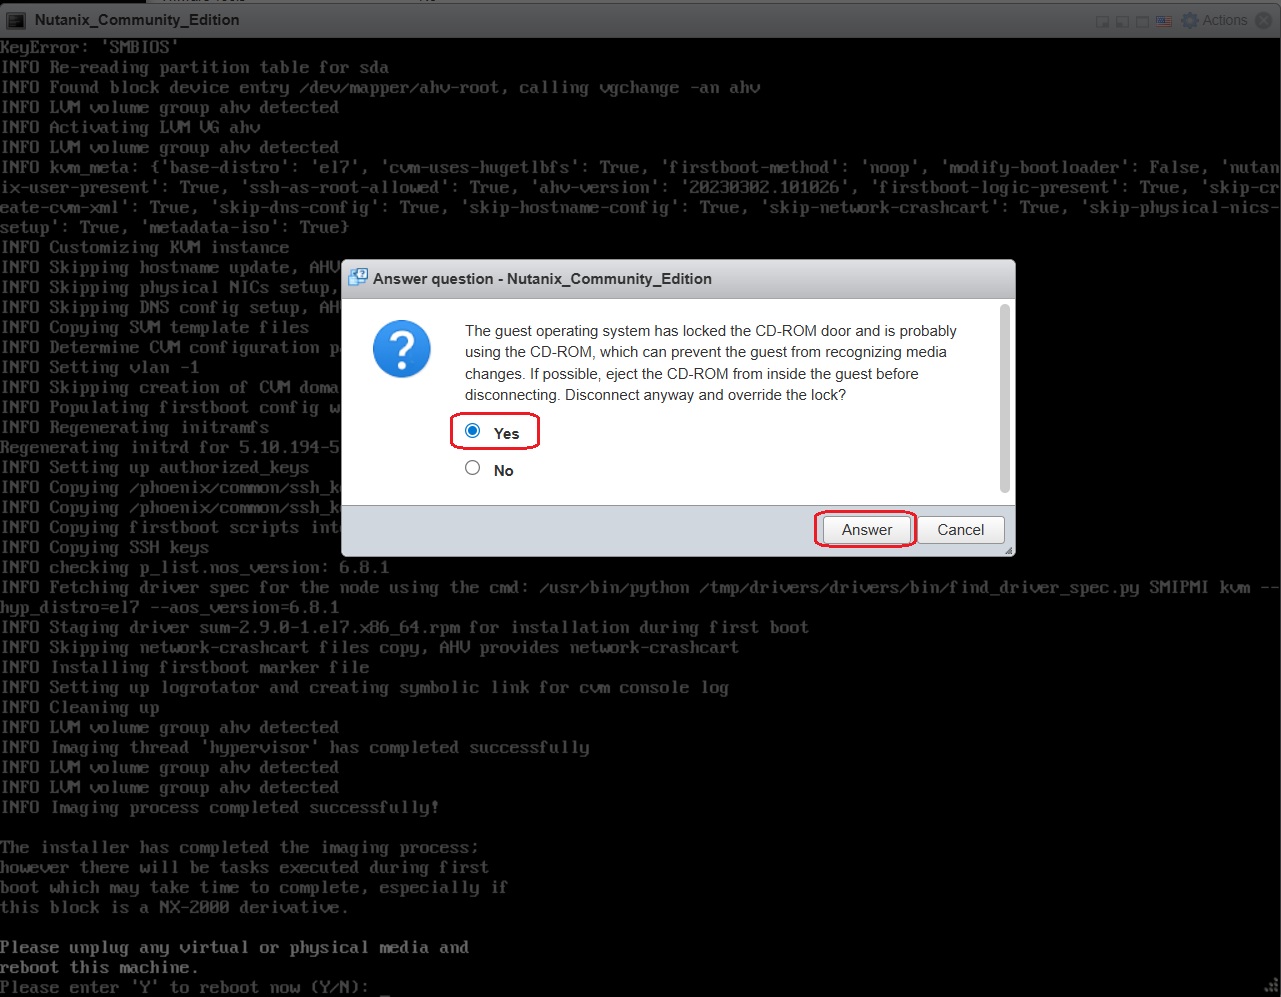 Nutanix_Community_Edition
Actions
KeyError: 'SMBIOS'
INFO Re-reading partition table for sda
INFO Found block device entry /dev/mapper/ahv-root, calling vgchange -an ahv
INFO LVM volume group ahv detected
INFO Activating LVM VG ahv
INFO LVM volume group ahv detected
INFO kvm_meta: {'base-distro': 'el7', 'cvm-uses-hugetlbfs': True, 'firstboot-method': 'noop', 'modify-bootloader': False, 'nutan
ix-user-present': True, 'ssh-as-root-allowed': True, 'ahv-version': '20230302.101026', 'firstboot-logic-present': True, 'skip-cr
eate-cvm-xml': True, 'skip-dns-config': True, 'skip-hostname-config': True, 'skip-network-crashcart': True, 'skip-physical-nics-
setup': True, 'metadata-iso': True}
INFO Customizing KVM instance
INFO Skipping hostname update, AHV
INFO Skipping physical NICs setup,
INFO Skipping DNS config setup, AH
INFO Copying SVM template files
INFO Determine CVM configuration p
INFO Setting vlan -1
INFO Skipping creation of CVM doma
INFO Populating firstboot config w
INFO Regenerating initramfs
Regenerating initrd for 5.10.194-5
INFO Setting up authorized_keys
INFO Copying /phoenix/common/ssh_k
INFO Copying /phoenix/common/ssh_k
INFO Copying firstboot scripts int
INFO Copying SSH keys
Answer question - Nutanix_Community_Edition
The guest operating system has locked the CD-ROM door and is probably
using the CD-ROM, which can prevent the guest from recognizing media
changes. If possible, eject the CD-ROM from inside the guest before
disconnecting. Disconnect anyway and override the lock?
Yes
No
Answer
Cancel
INFO checking p_list.nos_version: 6.8.1
INFO Fetching driver spec for the node using the cmd: /usr/bin/python /tmp/drivers/drivers/bin/find_driver_spec.py SMIPMI kvm --
hyp_distro=el7 --aos_version=6.8.1
INFO Staging driver sum-2.9.0-1.el7.x86_64.rpm for installation during first boot
INFO Skipping network-crashcart files copy, AHV provides network-crashcart
INFO Installing firstboot marker file
INFO Setting up logrotator and creating symbolic link for cvm console log
INFO Cleaning up
INFO LVM volume group ahv detected
INFO Imaging thread 'hypervisor' has completed successfully
INFO LVM volume group ahv detected
INFO LVM volume group ahv detected
INFO Imaging process completed successfully!
The installer has completed the imaging process;
however there will be tasks executed during first
boot which may take time to complete, especially if
this block is a NX-2000 derivative.
Please unplug any virtual or physical media and
reboot this machine.
Please enter 'Y' to reboot now (Y/N): _